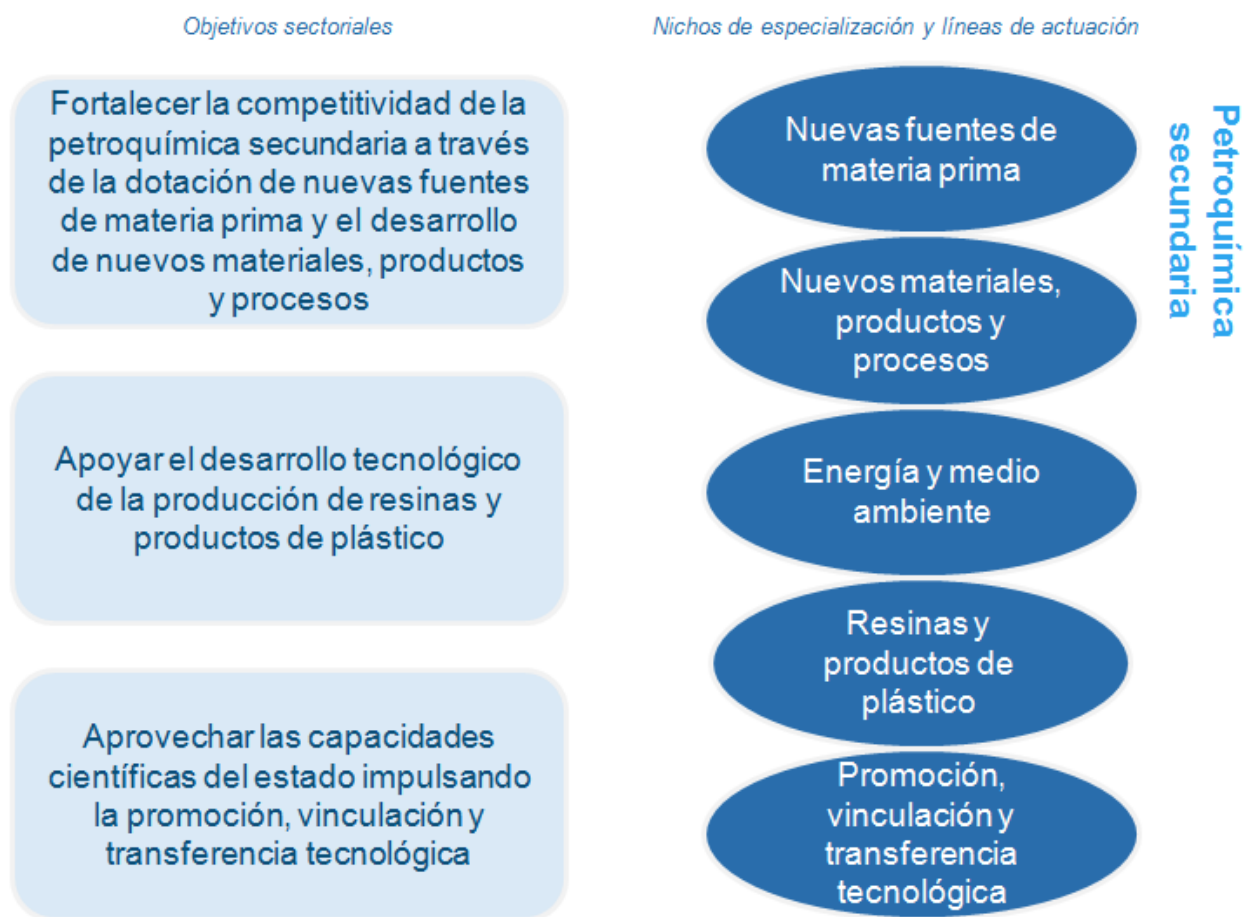 Objetivos sectoriales
Fortalecer la competitividad de la
petroquímica secundaria a través
de la dotación de nuevas fuentes
de materia prima y el desarrollo
de nuevos materiales, productos
y procesos
Apoyar el desarrollo tecnológico
de la producción de resinas y
productos de plástico
Aprovechar las capacidades
científicas del estado impulsando
la promoción, vinculación y
transferencia tecnológica
Nichos de especialización y líneas de actuación
Nuevas fuentes de
materia prima
Nuevos materiales,
productos y
procesos
Energía y medio
ambiente
Resinas y
productos de
plástico
Promoción,
vinculación y
transferencia
tecnológica
Petroquímica
secundaria